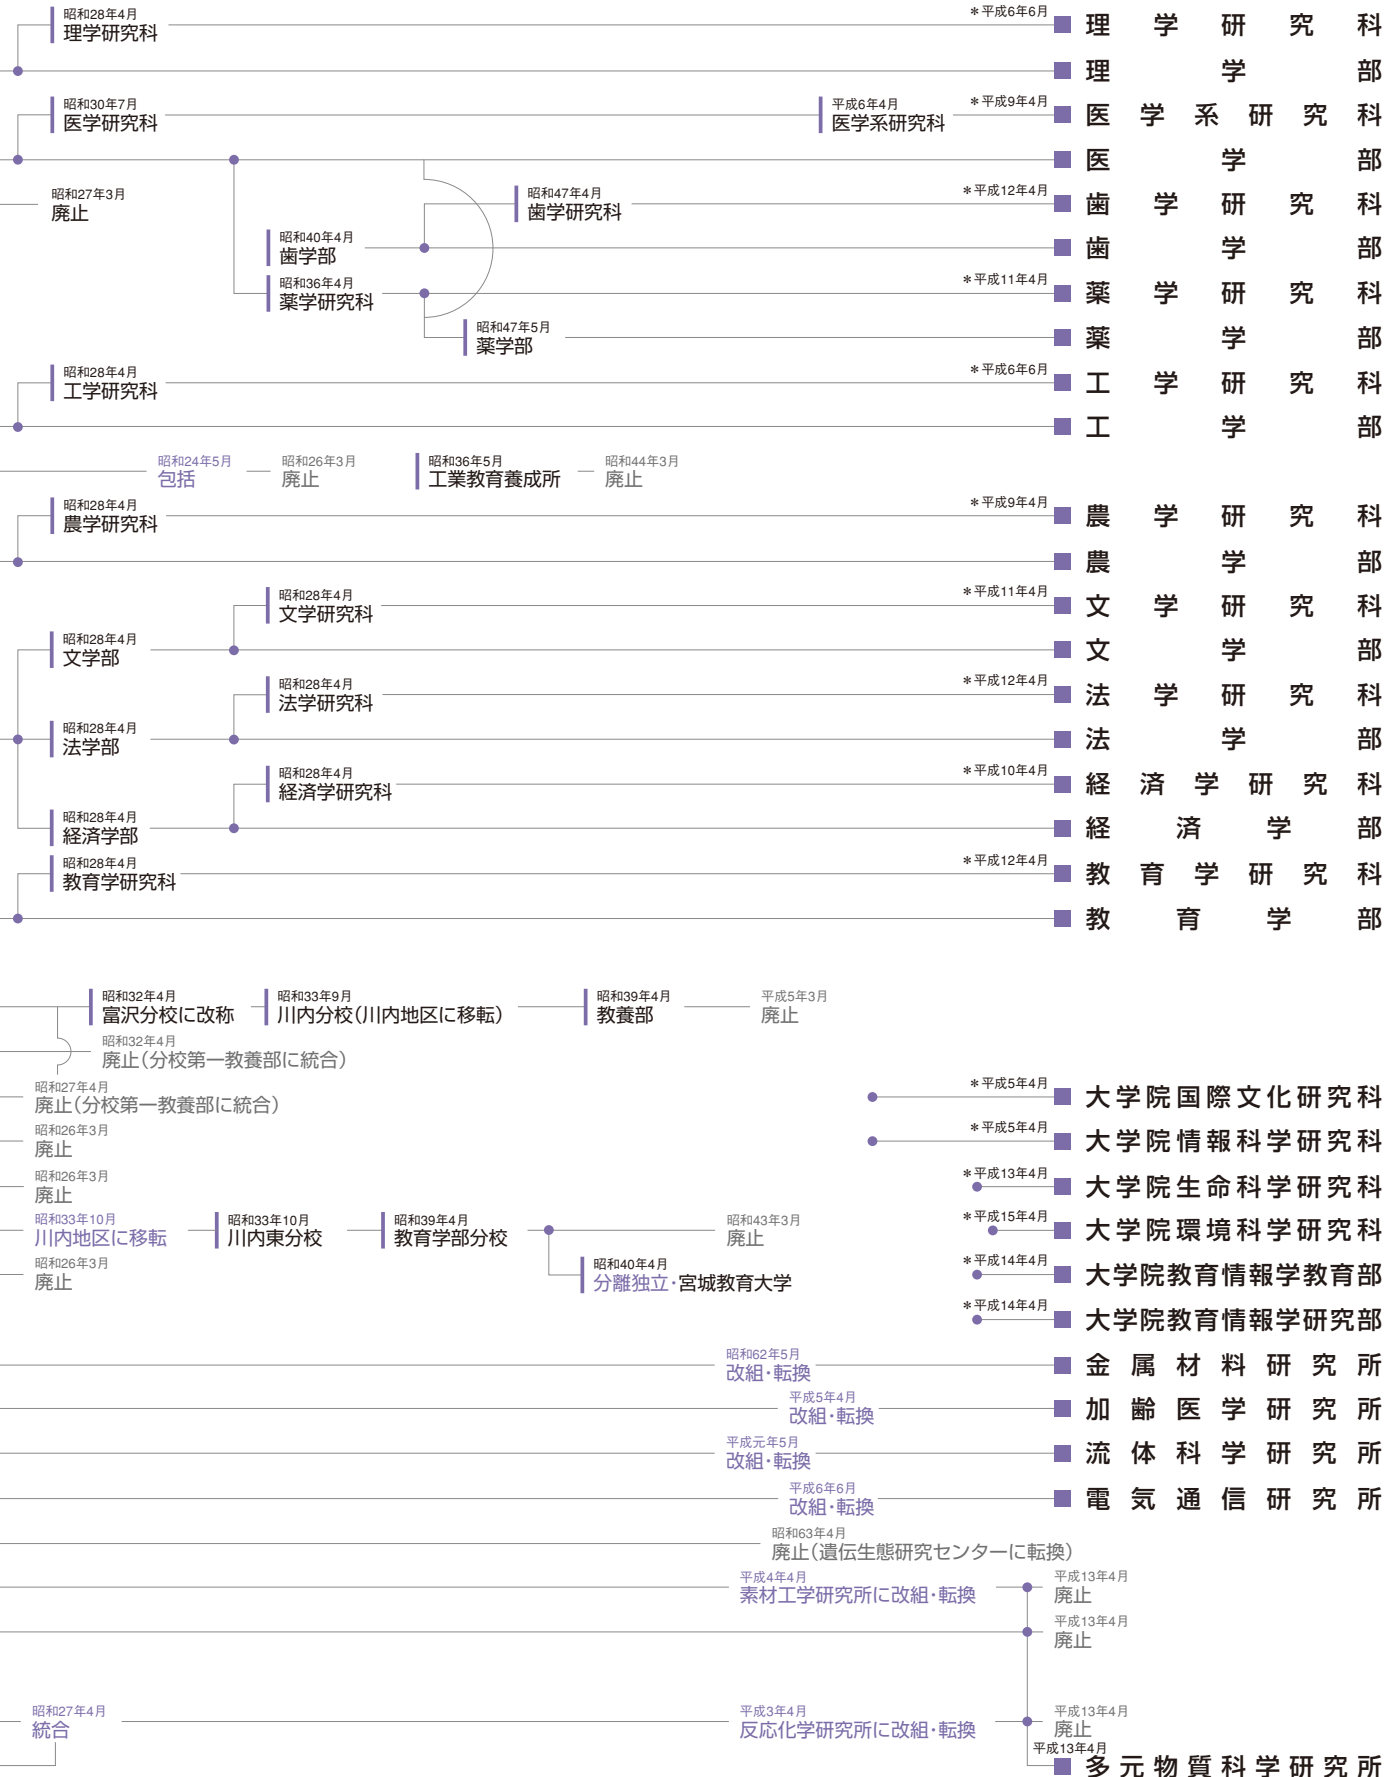 昭和28年4月
理学研究科
＊平成6年6月
理学研究科
理学部
昭和30年7月
医学研究科
平成6年4月
医学系研究科
＊平成9年4月
医学系研究科
医学部
昭和27年3月
廃止
昭和47年4月
歯学研究科
＊平成12年4月
歯学研究科
昭和40年4月
歯学部
歯学部
昭和36年4月
薬学研究科
＊平成11年4月
薬学研究科
昭和47年5月
薬学部
薬学部
昭和28年4月
工学研究科
＊平成6年6月
工学研究科
工学部
昭和24年5月
包括
昭和26年3月
廃止
昭和36年5月
工業教育養成所
昭和44年3月
廃止
昭和28年4月
農学研究科
＊平成9年4月
農学研究科
農学部
昭和28年4月
文学研究科
＊平成11年4月
文学研究科
昭和28年4月
文学部
文学部
昭和28年4月
法学研究科
＊平成12年4月
法学研究科
昭和28年4月
法学部
法学部
昭和28年4月
経済学研究科
＊平成10年4月
経済学研究科
昭和28年4月
経済学部
経済学部
昭和28年4月
教育学研究科
＊平成12年4月
教育学研究科
教育学部
昭和32年4月
富沢分校に改称
昭和33年9月
川内分校（川内地区に移転）
昭和39年4月
教養部
平成5年3月
廃止
昭和32年4月
廃止（分校第一教養部に統合）
昭和27年4月
廃止（分校第一教養部に統合）
＊平成5年4月
大学院国際文化研究科
昭和26年3月
廃止
＊平成5年4月
大学院情報科学研究科
昭和26年3月
廃止
＊平成13年4月
大学院生命科学研究科
昭和33年10月
川内地区に移転
昭和33年10月
川内東分校
昭和39年4月
教育学部分校
昭和43年3月
廃止
＊平成15年4月
大学院環境科学研究科
昭和26年3月
廃止
昭和40年4月
分離独立・宮城教育大学
＊平成14年4月
大学院教育情報学教育部
＊平成14年4月
大学院教育情報学研究部
昭和62年5月
改組・転換
金属材料研究所
平成5年4月
改組・転換
加齢医学研究所
平成元年5月
改組・転換
流体科学研究所
平成6年6月
改組・転換
電気通信研究所
昭和63年4月
廃止（遺伝生態研究センターに転換）
平成4年4月
素材工学研究所に改組・転換
平成13年4月
廃止
平成13年4月
廃止
昭和27年4月
統合
平成3年4月
反応化学研究所に改組・転換
平成13年4月
廃止
平成13年4月
多元物質科学研究所